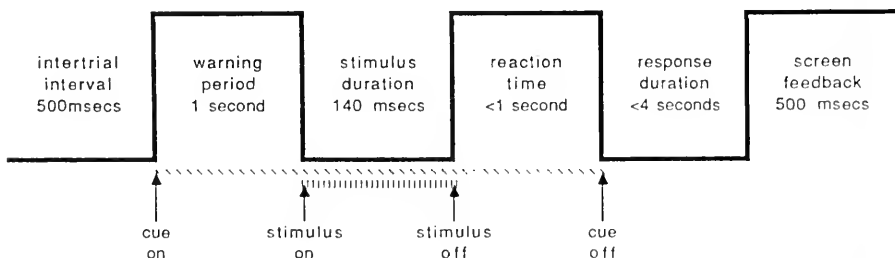 intertrial interval 500msecs
warning period 1 second
stimulus duration 140 msecs
reaction time <1 second
response duration <4 seconds
screen feedback 500 msecs
cue on
stimulus on
stimulus off
cue off